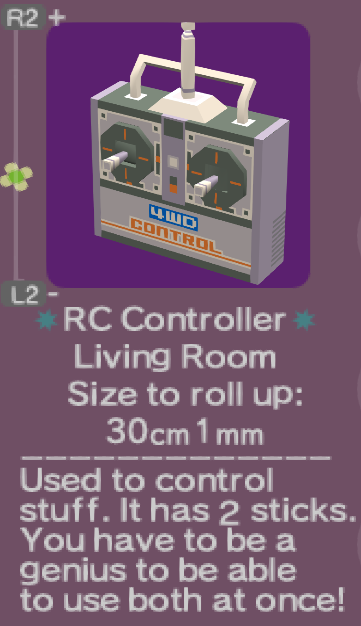 R2 +
4WD
CONTROL
L2 -
RC Controller
Living Room
Size to roll up:
30cm 1mm
Used to control
stuff. It has 2 sticks.
You have to be a
genius to be able
to use both at once!